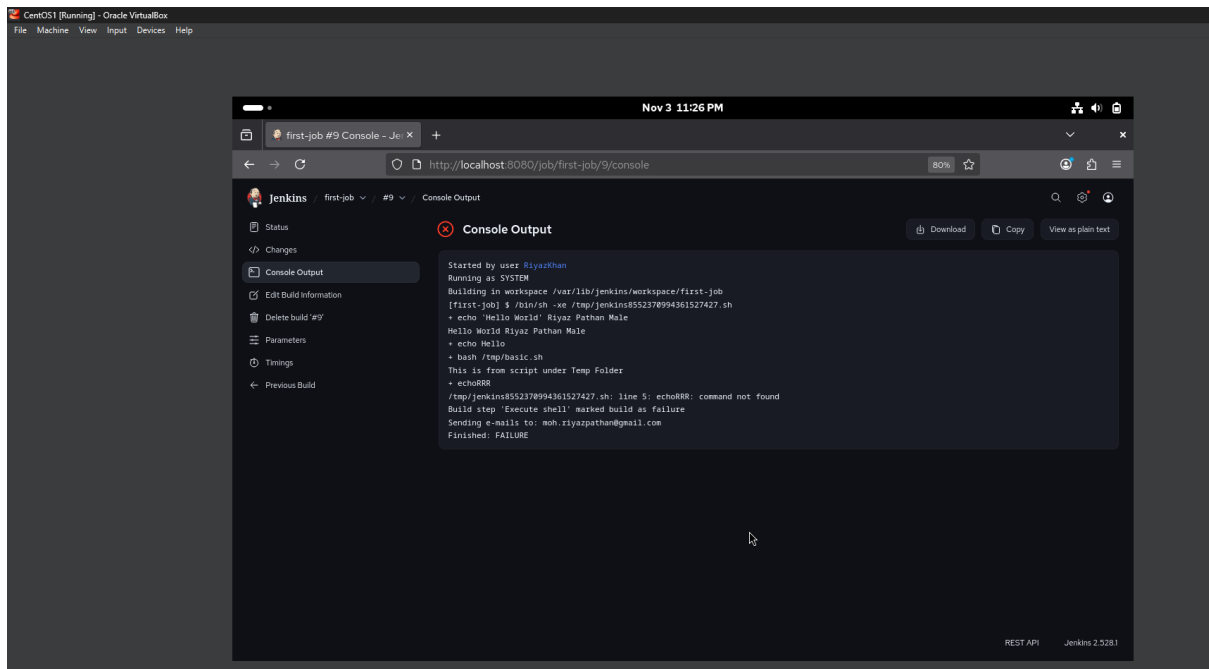 CentOS1 [Running] - Oracle VirtualBox
File Machine View Input Devices Help
Nov 3 11:26 PM
first-job #9 Console - Jer
http://localhost:8080/job/first-job/9/console
80%
Jenkins / first-job / #9 / Console Output
Status
Changes
Console Output
Edit Build Information
Delete build '#9'
Parameters
Timings
Previous Build
Console Output
Download Copy View as plain text
Started by user RiyazKhan
Running as SYSTEM
Building in workspace /var/lib/jenkins/workspace/first-job
[first-job] $ /bin/sh -xe /tmp/jenkins8552370994361527427.sh
+ echo 'Hello World' Riyaz Pathan Male
Hello World Riyaz Pathan Male
+ echo Hello
+ bash /tmp/basic.sh
This is from script under Temp Folder
+ echoRRR
/tmp/jenkins8552370994361527427.sh: line 5: echoRRR: command not found
Build step 'Execute shell' marked build as failure
Sending e-mails to: moh.riyazpathan@gmail.com
Finished: FAILURE
REST API Jenkins 2.528.1